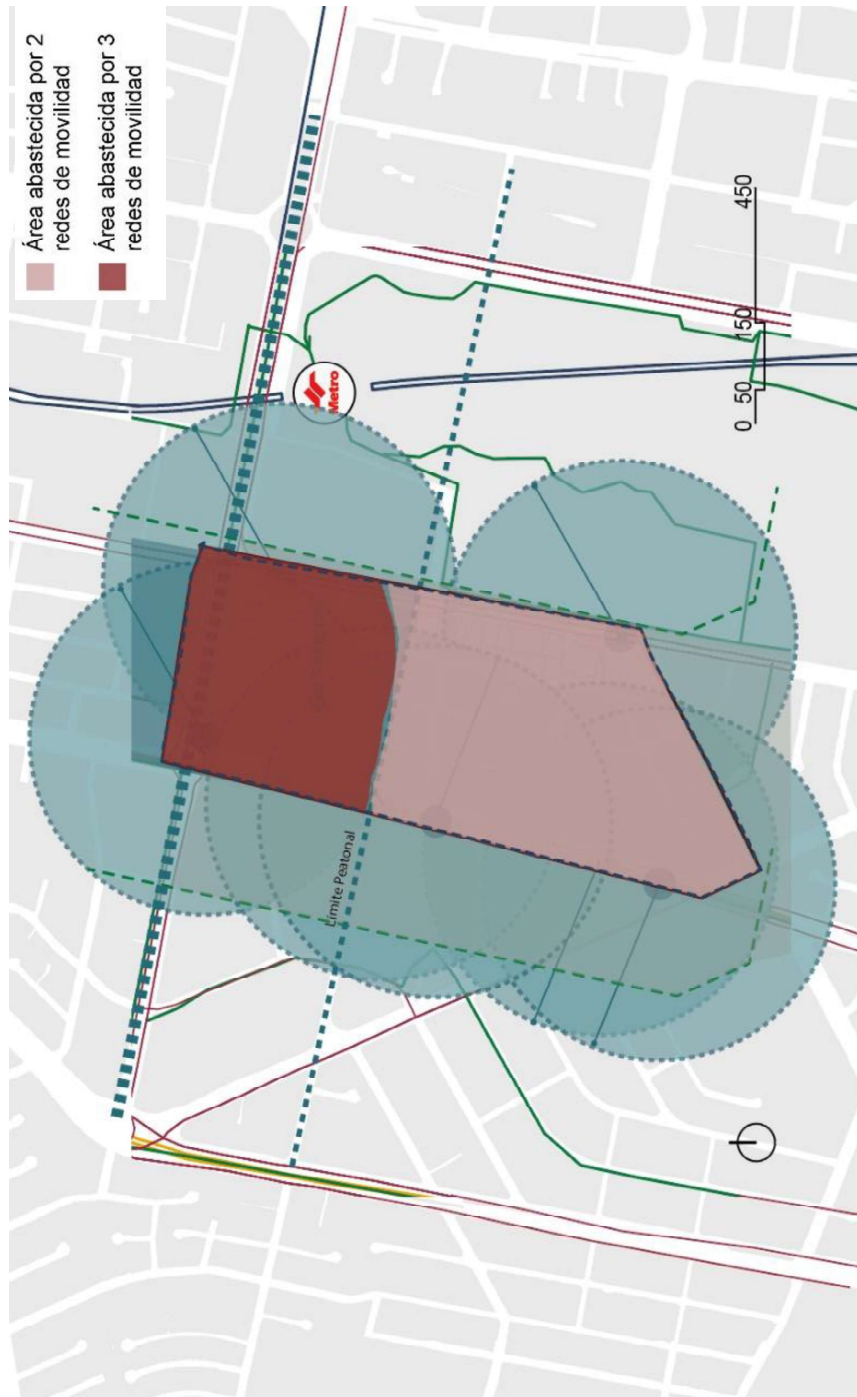 Área abastecida por 2
redes de movilidad
Área abastecida por 3
redes de movilidad
Metro
Límite Peatonal
0 50 150 450